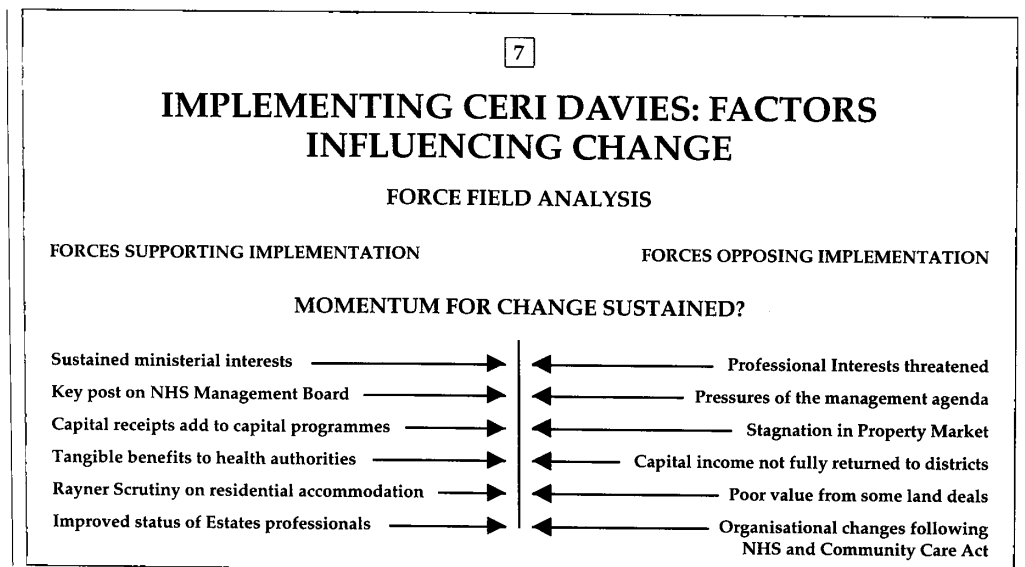 7
IMPLEMENTING CERI DAVIES: FACTORS
INFLUENCING CHANGE
FORCE FIELD ANALYSIS
FORCES SUPPORTING IMPLEMENTATION
FORCES OPPOSING IMPLEMENTATION
MOMENTUM FOR CHANGE SUSTAINED?
Sustained ministerial interests
Professional Interests threatened
Key post on NHS Management Board
Pressures of the management agenda
Capital receipts add to capital programmes
Stagnation in Property Market
Tangible benefits to health authorities
Capital income not fully returned to districts
Rayner Scrutiny on residential accommodation
Poor value from some land deals
Improved status of Estates professionals
Organisational changes following
NHS and Community Care Act